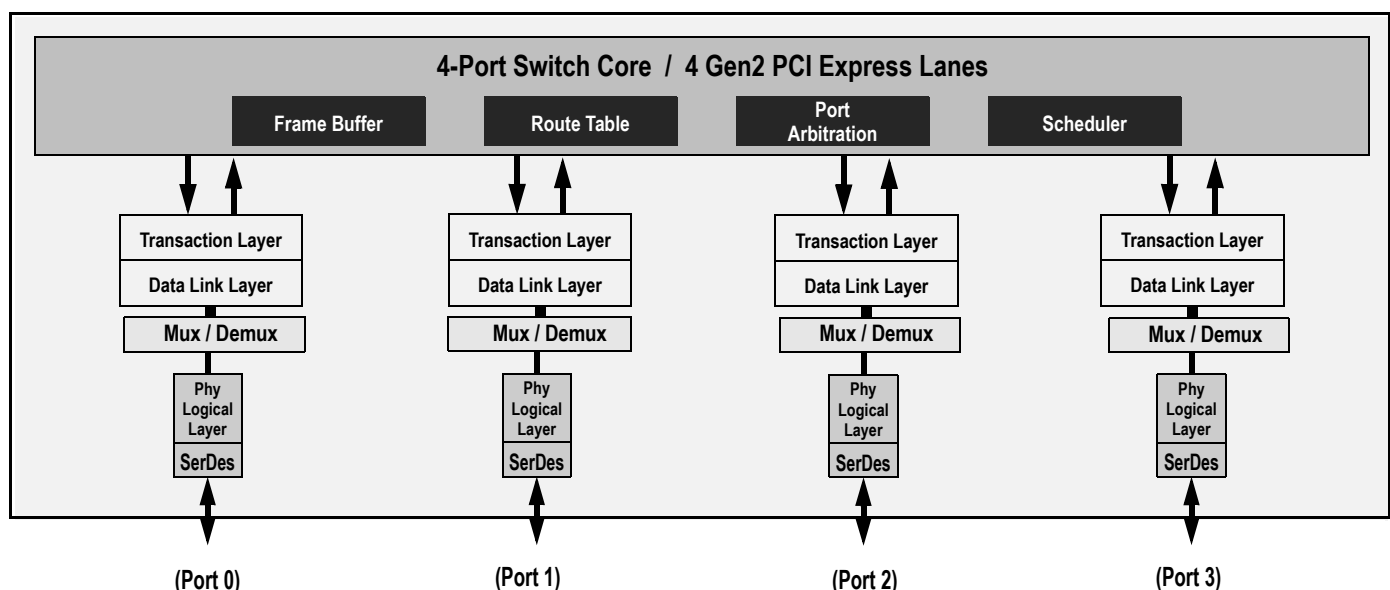 4-Port Switch Core / 4 Gen2 PCI Express Lanes
Frame Buffer
Route Table
Port
Arbitration
Scheduler
Transaction Layer
Transaction Layer
Transaction Layer
Transaction Layer
Data Link Layer
Data Link Layer
Data Link Layer
Data Link Layer
Mux / Demux
Mux / Demux
Mux / Demux
Mux / Demux
Phy
Logical
Layer
Phy
Logical
Layer
Phy
Logical
Layer
Phy
Logical
Layer
SerDes
SerDes
SerDes
SerDes
(Port 0)
(Port 1)
(Port 2)
(Port 3)